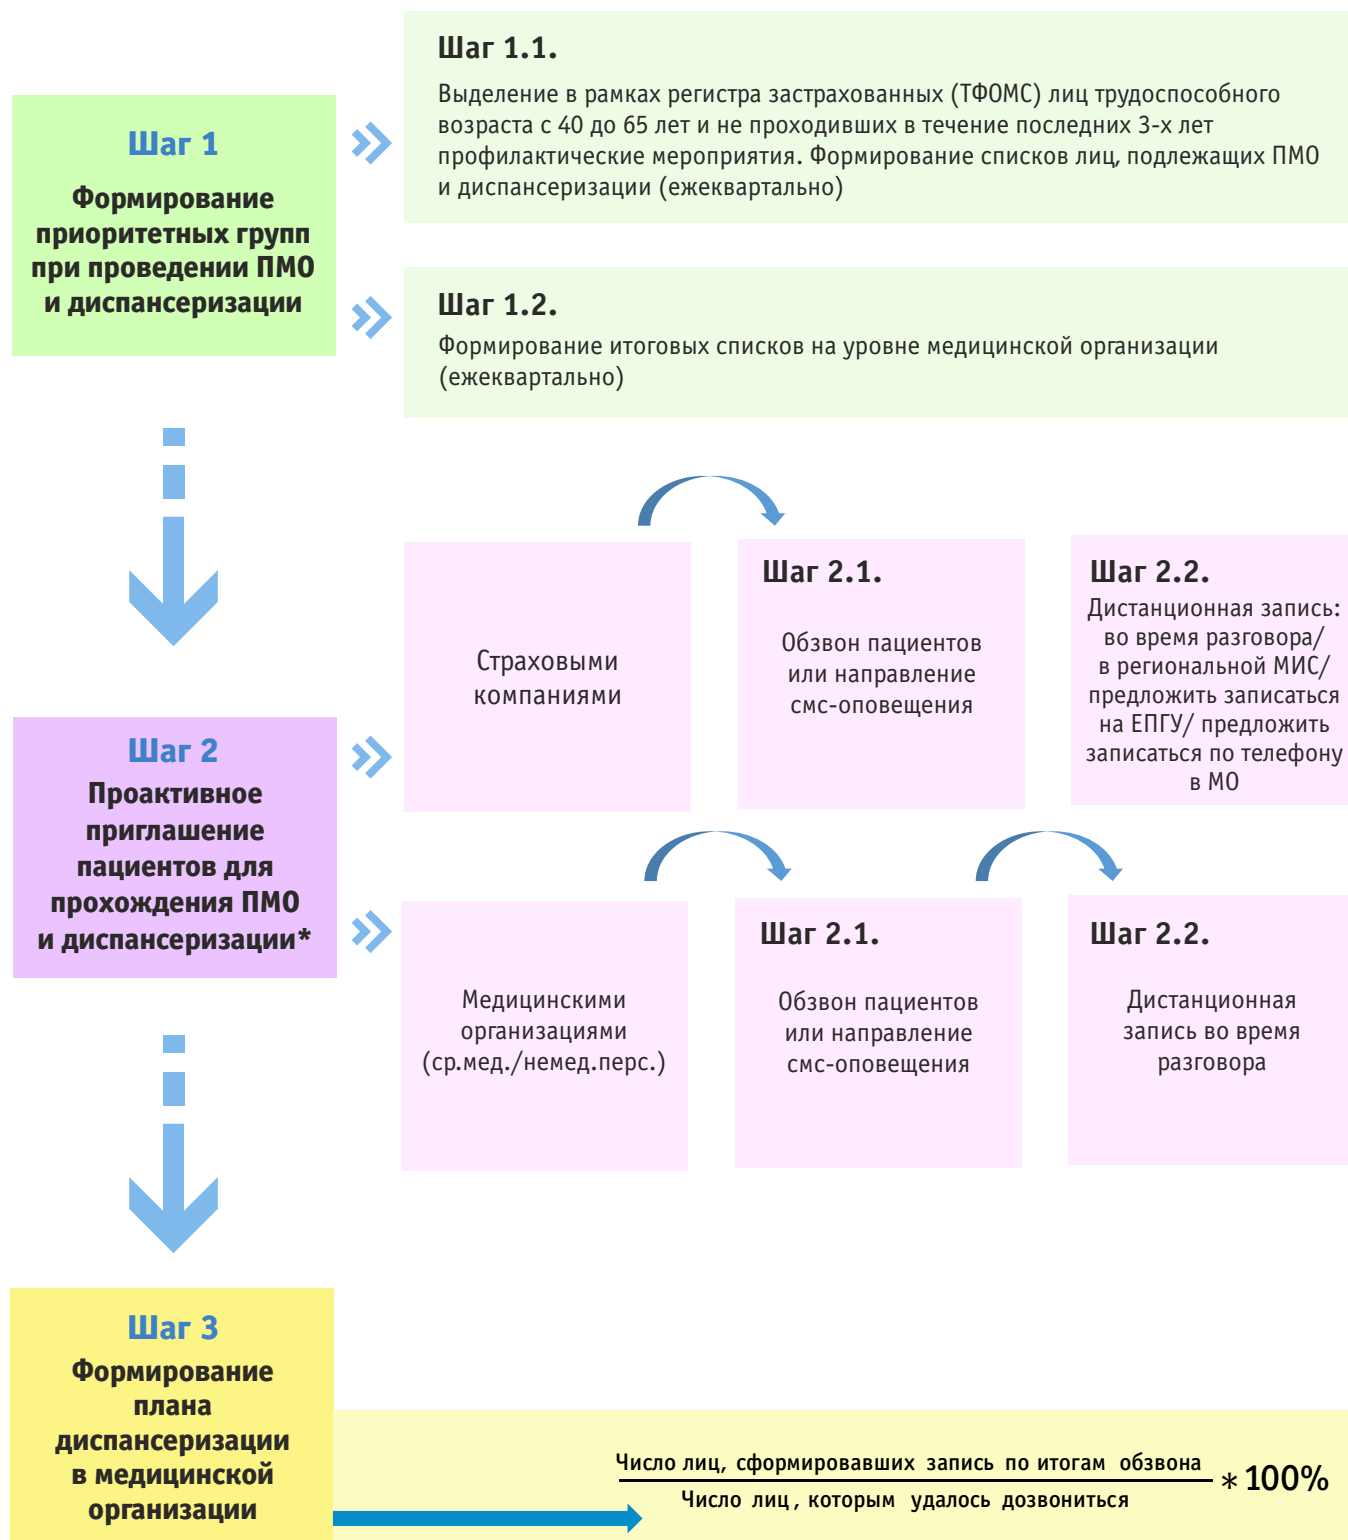 Шаг 1
Формирование
приоритетных групп
при проведении ПМО
и диспансеризации
Шаг 1.1.
Выделение в рамках регистра застрахованных (ТФОМС) лиц трудоспособного
возраста с 40 до 65 лет и не проходивших в течение последних 3-х лет
профилактические мероприятия. Формирование списков лиц, подлежащих ПМО
и диспансеризации (ежеквартально)
Шаг 1.2.
Формирование итоговых списков на уровне медицинской организации
(ежеквартально)
Шаг 2
Проактивное
приглашение
пациентов для
прохождения ПМО
и диспансеризации*
Страховыми
компаниями
Шаг 2.1.
Обзвон пациентов
или направление
смс-оповещения
Шаг 2.2.
Дистанционная запись:
во время разговора/
в региональной МИС/
предложить записаться
на ЕПГУ/ предложить
записаться по телефону
в МО
Медицинскими
организациями
(ср.мед./немед.перс.)
Шаг 2.1.
Обзвон пациентов
или направление
смс-оповещения
Шаг 2.2.
Дистанционная
запись во время
разговора
Шаг 3
Формирование
плана
диспансеризации
в медицинской
организации
Число лиц, сформировавших запись по итогам обзвона
Число лиц, которым удалось дозвониться
* 100%